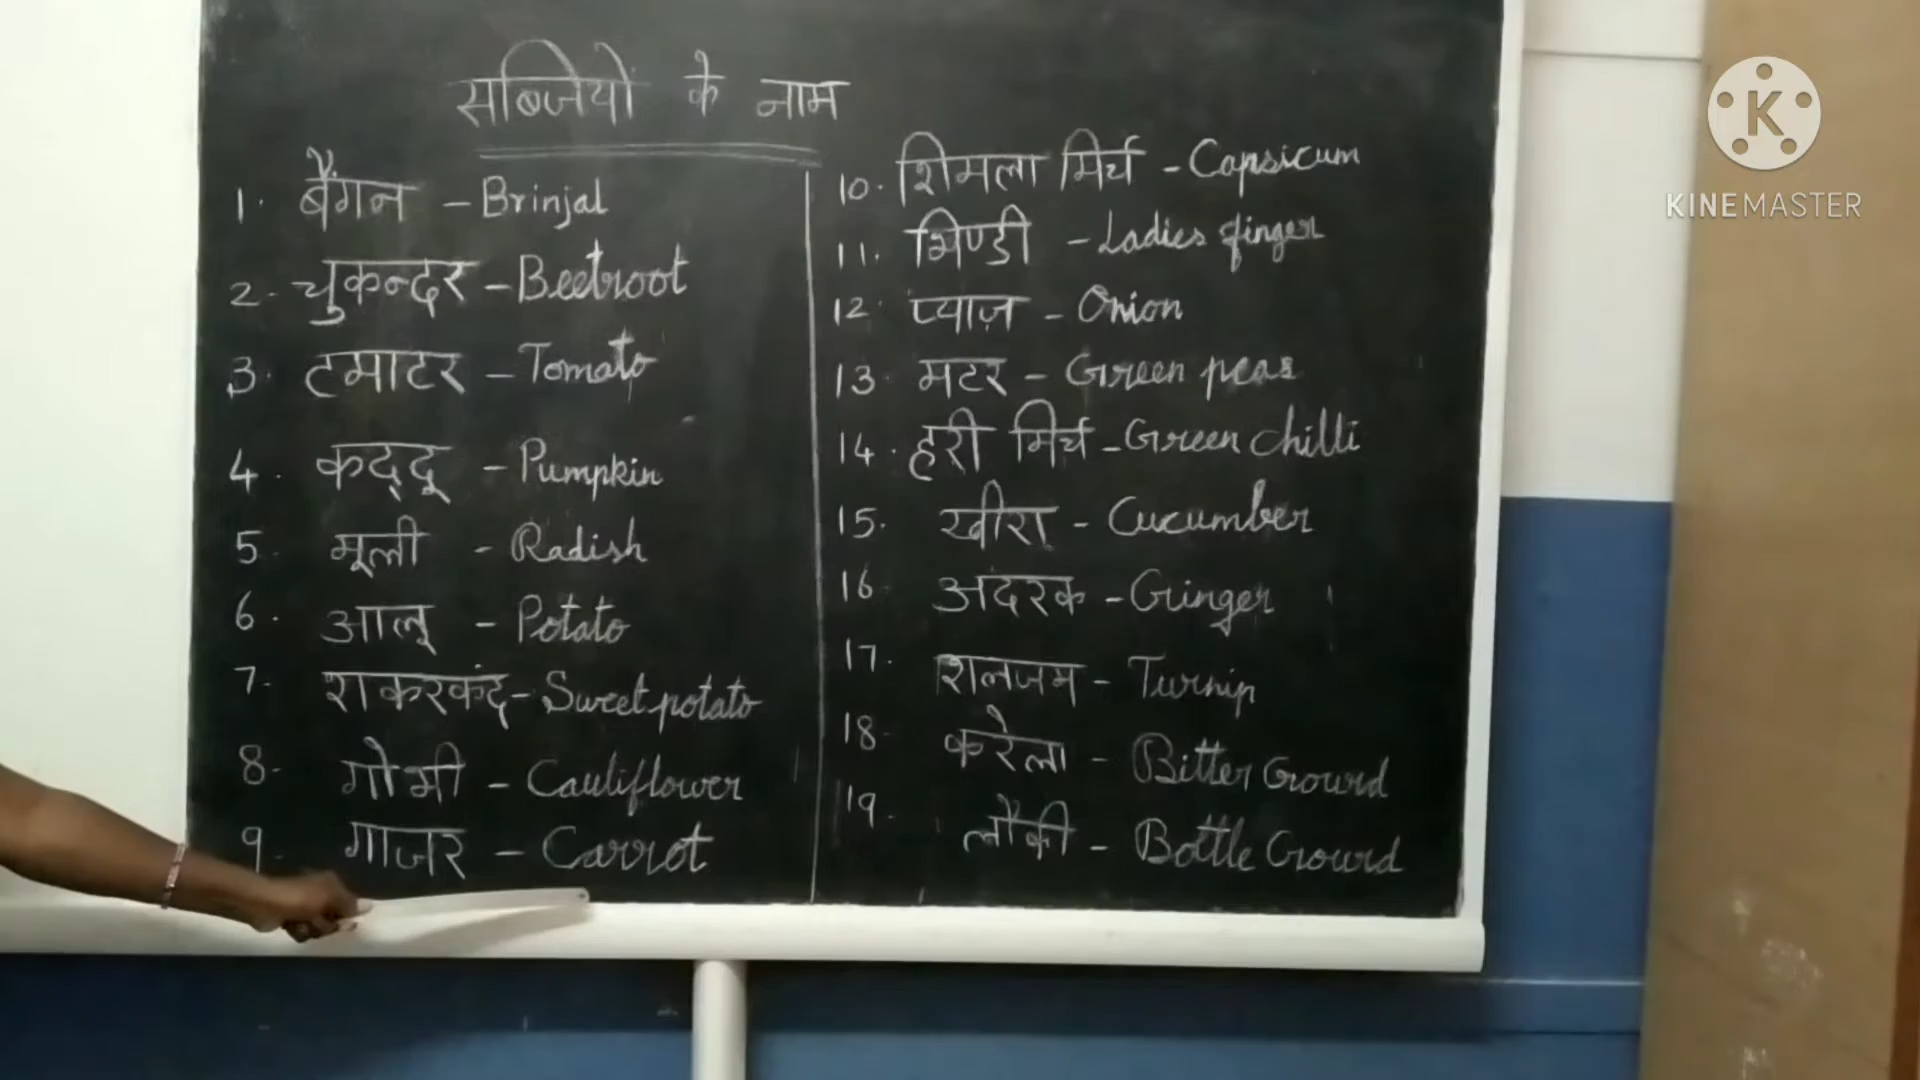 सब्जियों के नाम
1. बैंगन - Brinjal
2. चुकन्दर - Beetroot
3. टमाटर - Tomato
4. कद्दू - Pumpkin
5. मूली - Radish
6. आलू - Potato
7. शकरकंद - Sweet potato
8. गोभी - Cauliflower
9. गाजर - Carrot
10. शिमला मिर्च - Capsicum
11. भिण्डी - Ladies finger
12. प्याज़ - Onion
13. मटर - Green peas
14. हरी मिर्च - Green chilli
15. खीरा - Cucumber
16. अदरक - Ginger
17. शलजम - Turnip
18. करेला - Bitter Gourd
19. लौकी - Bottle Gourd
K
KINEMASTER